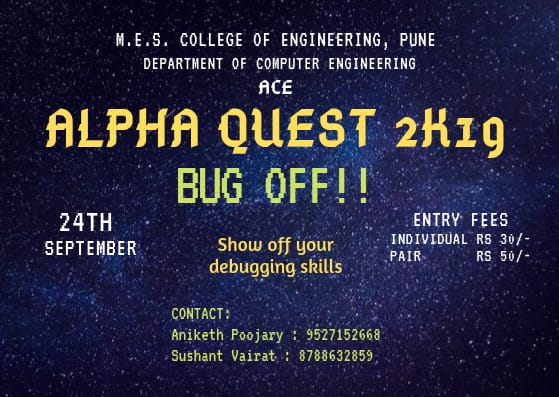 M.E.S. COLLEGE OF ENGINEERING, PUNE
DEPARTMENT OF COMPUTER ENGINEERING
ACE
ALPHA QUEST 2K19
BUG OFF!!
24TH
SEPTEMBER
Show off your
debugging skills
ENTRY FEES
INDIVIDUAL RS 30/-
PAIR RS 50/-
CONTACT:
Aniketh Poojary : 9527152668
Sushant Vairat : 8788632859